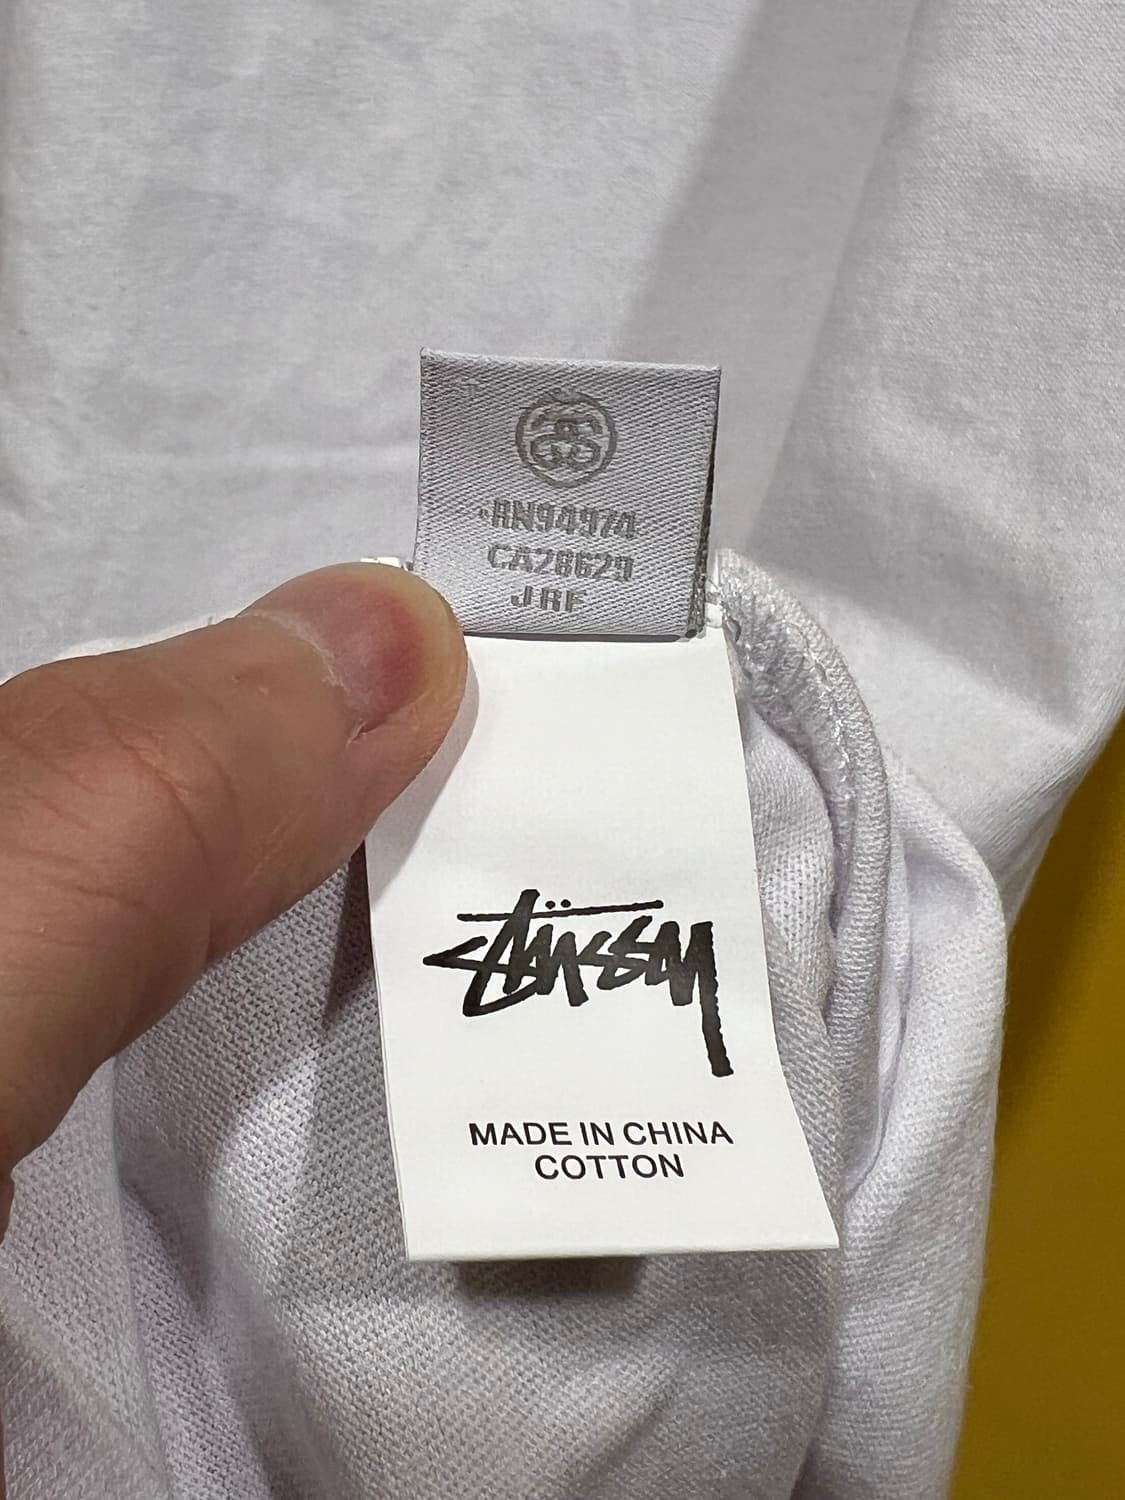 RN94974
CA28629
JRF
STÜSSY
MADE IN CHINA
COTTON